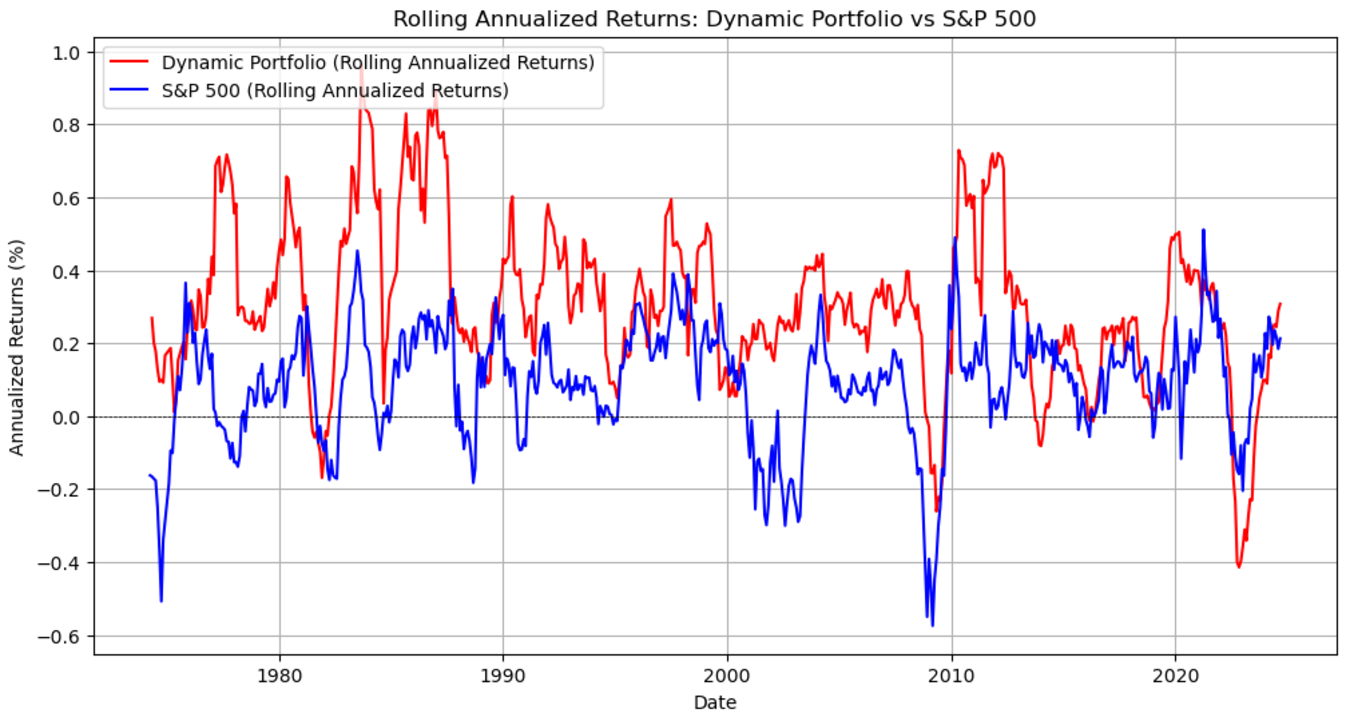 Rolling Annualized Returns: Dynamic Portfolio vs S&P 500
Dynamic Portfolio (Rolling Annualized Returns)
S&P 500 (Rolling Annualized Returns)
Annualized Returns (%)
1.0
0.8
0.6
0.4
0.2
0.0
−0.2
−0.4
−0.6
1980 1990 2000 2010 2020
Date